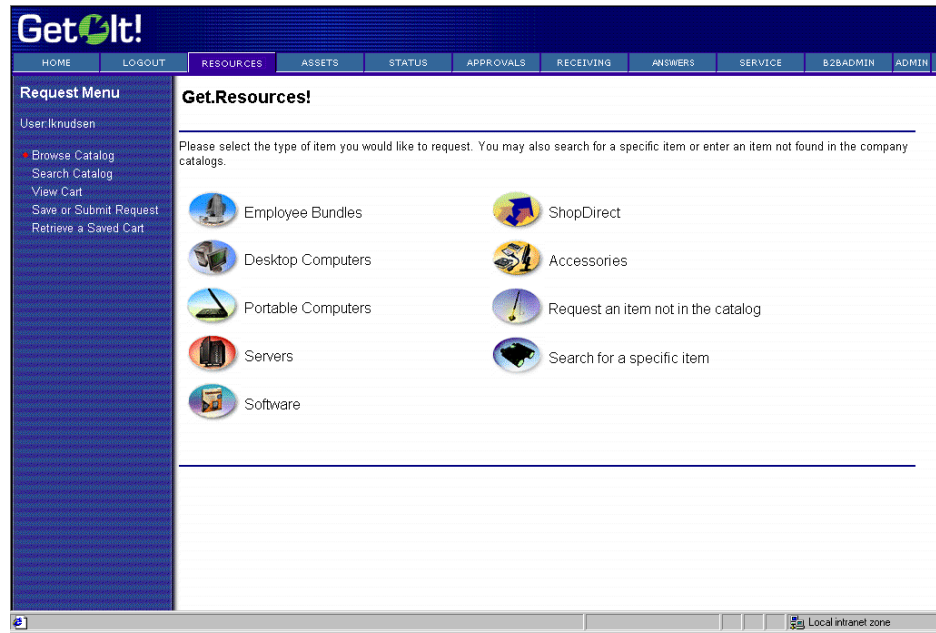 Get It!
HOME LOGOUT RESOURCES ASSETS STATUS APPROVALS RECEIVING ANSWERS SERVICE B2BADMIN ADMIN
Request Menu
User:lknudsen
Browse Catalog
Search Catalog
View Cart
Save or Submit Request
Retrieve a Saved Cart
Get.Resources!
Please select the type of item you would like to request. You may also search for a specific item or enter an item not found in the company
catalogs.
Employee Bundles
ShopDirect
Desktop Computers
Accessories
Portable Computers
Request an item not in the catalog
Servers
Search for a specific item
Software
Local intranet zone